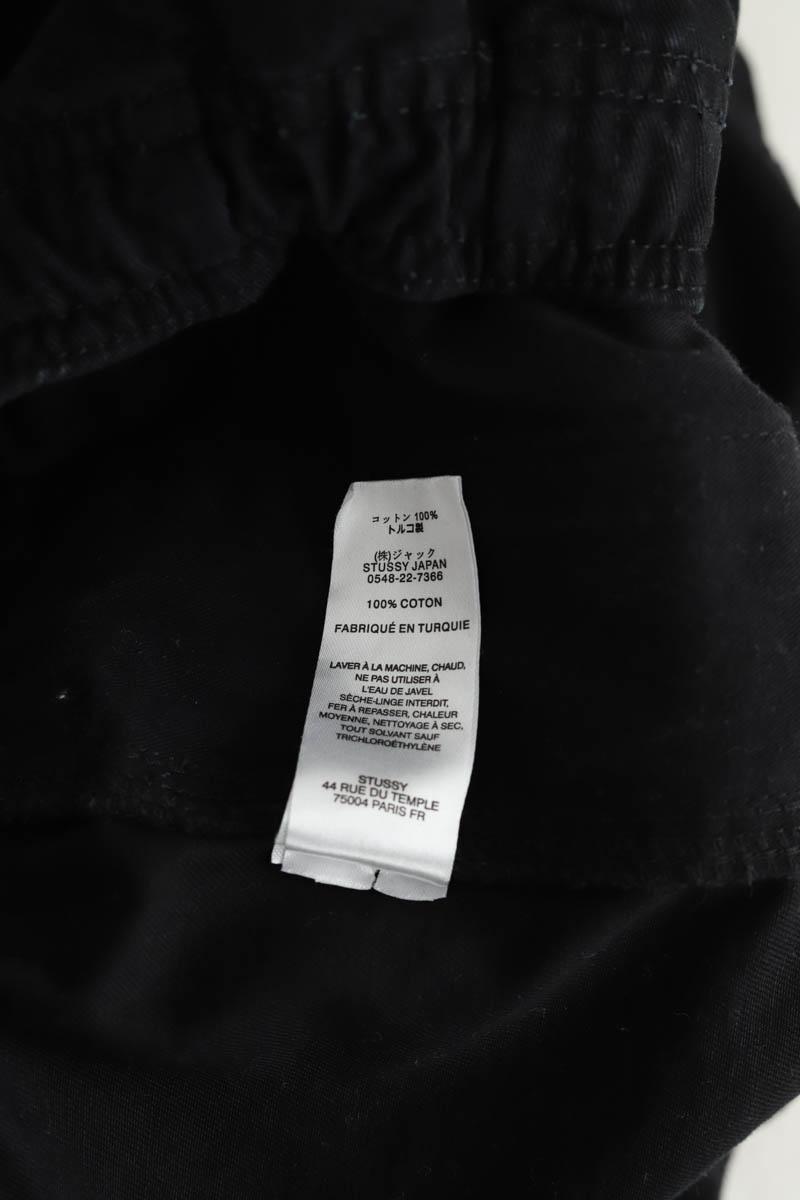 コットン 100%
トルコ製
(株)ジャック
STUSSY JAPAN
0548-22-7366
100% COTON
FABRIQUÉ EN TURQUIE
LAVER À LA MACHINE, CHAUD,
NE PAS UTILISER À
L'EAU DE JAVEL
SÈCHE-LINGE INTERDIT,
FER À REPASSER, CHALEUR
MOYENNE, NETTOYAGE À SEC,
TOUT SOLVANT SAUF
TRICHLOROÉTHYLÈNE
STUSSY
44 RUE DU TEMPLE
75004 PARIS FR